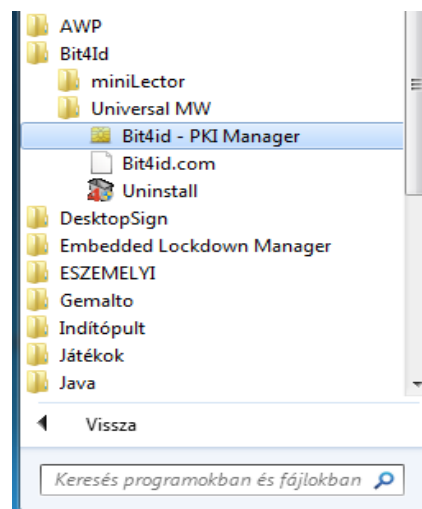 AWP
Bit4Id
miniLector
Universal MW
Bit4id - PKI Manager
Bit4id.com
Uninstall
DesktopSign
Embedded Lockdown Manager
ESZEMELYI
Gemalto
Indítópult
Játékok
Java
Vissza
Keresés programokban és fájlokban